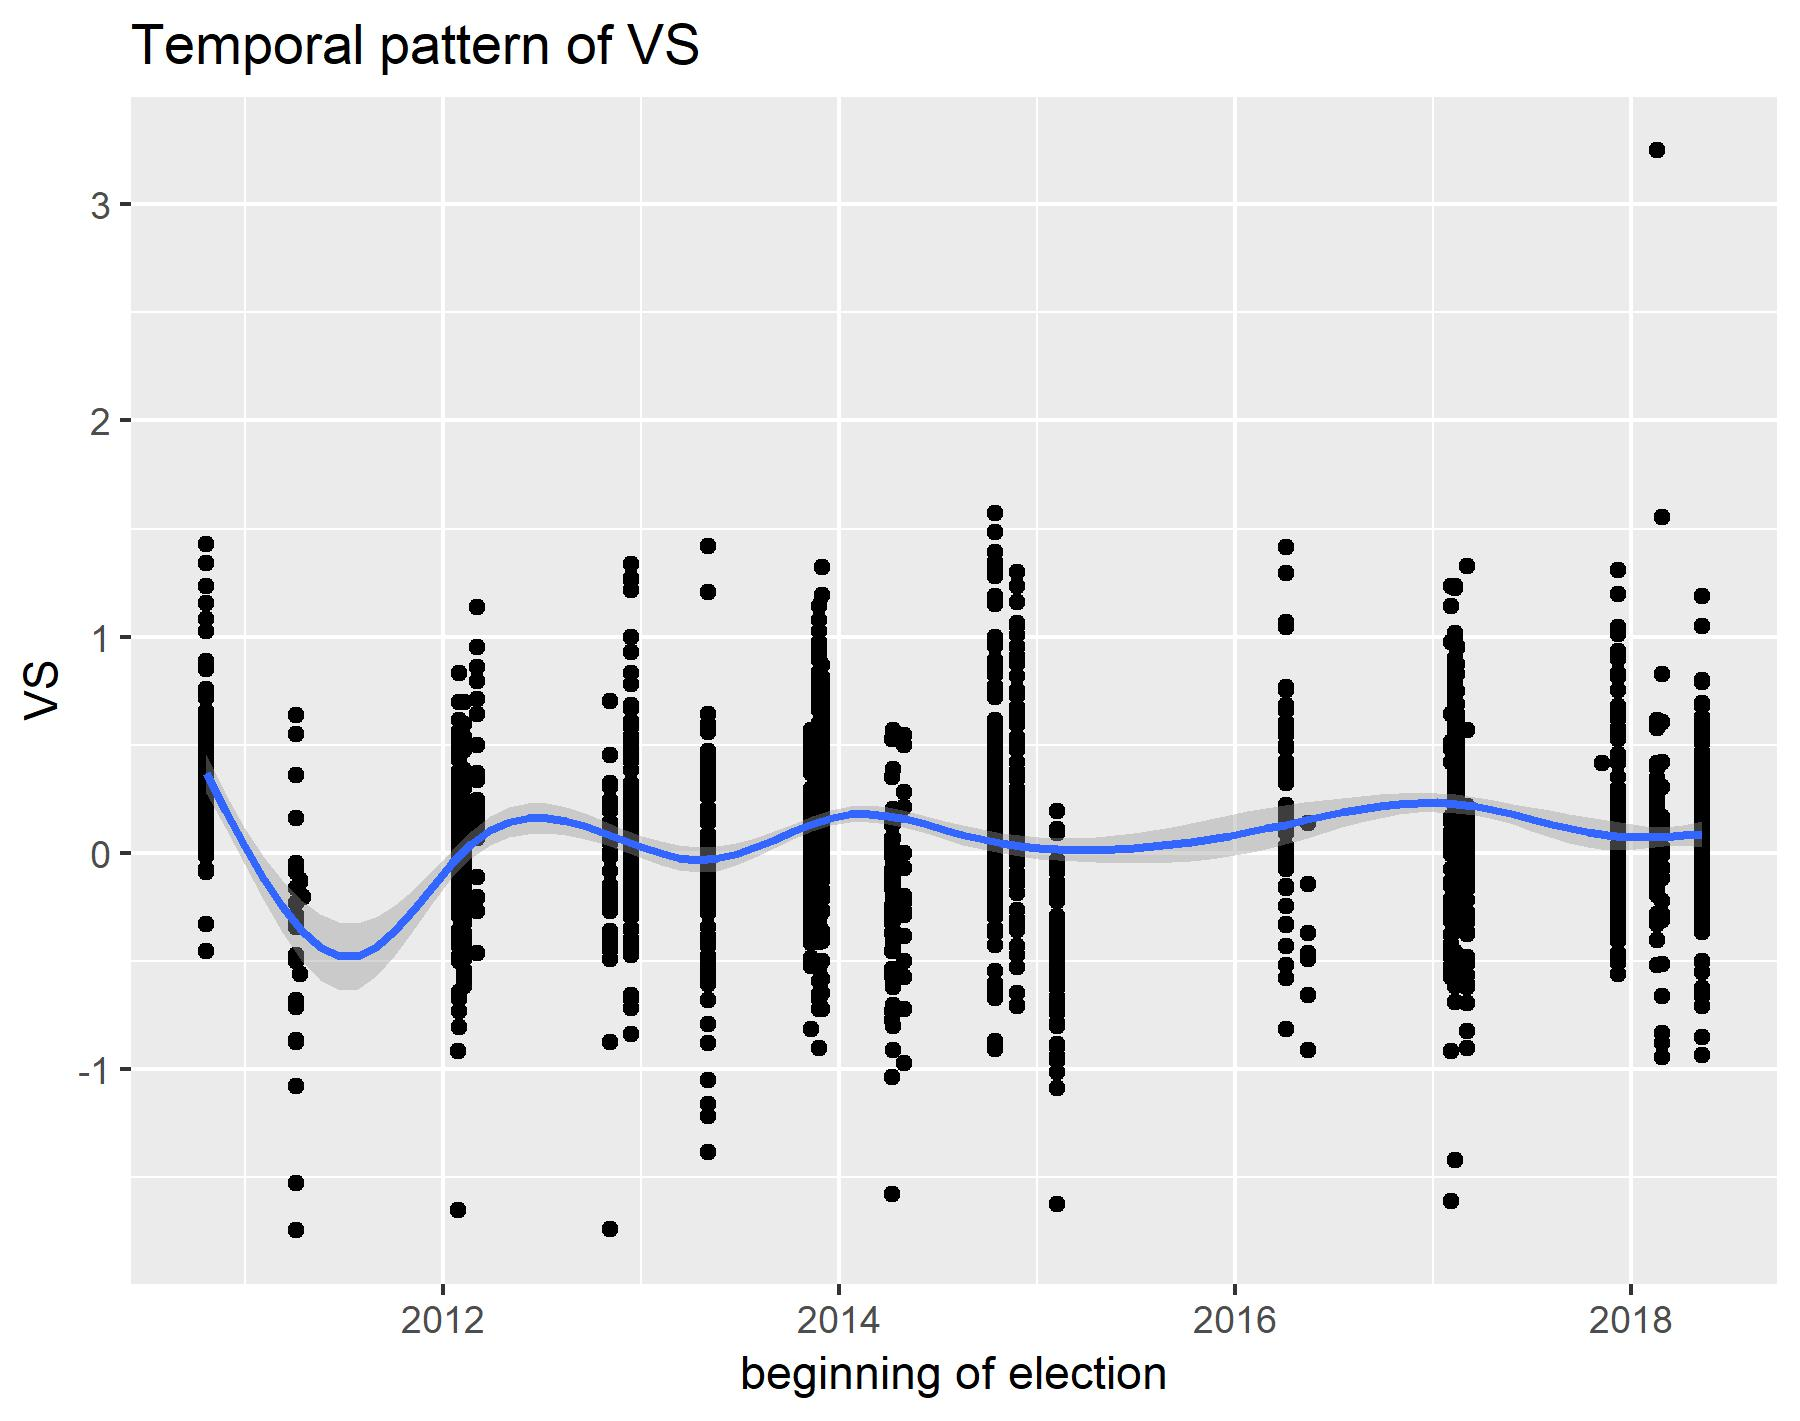 Temporal pattern of VS
VS
3
2
1
0
-1
2012 2014 2016 2018
beginning of election